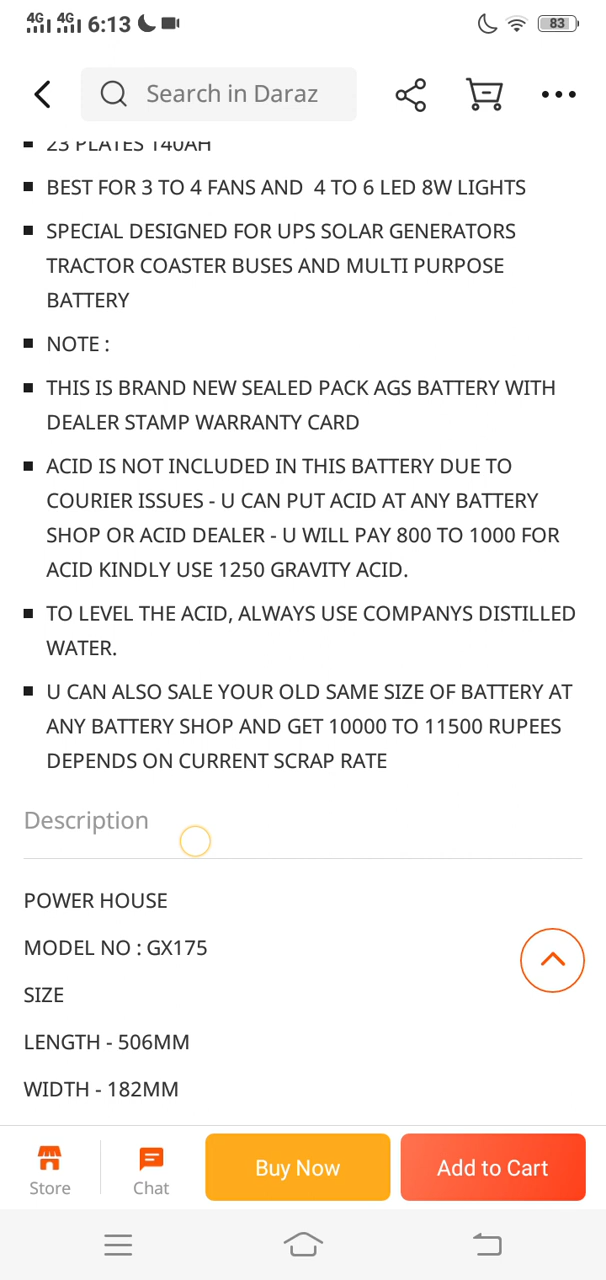 4G 4G 6:13 83
Search in Daraz
23 PLATES 140AH
BEST FOR 3 TO 4 FANS AND 4 TO 6 LED 8W LIGHTS
SPECIAL DESIGNED FOR UPS SOLAR GENERATORS
TRACTOR COASTER BUSES AND MULTI PURPOSE
BATTERY
NOTE :
THIS IS BRAND NEW SEALED PACK AGS BATTERY WITH
DEALER STAMP WARRANTY CARD
ACID IS NOT INCLUDED IN THIS BATTERY DUE TO
COURIER ISSUES - U CAN PUT ACID AT ANY BATTERY
SHOP OR ACID DEALER - U WILL PAY 800 TO 1000 FOR
ACID KINDLY USE 1250 GRAVITY ACID.
TO LEVEL THE ACID, ALWAYS USE COMPANYS DISTILLED
WATER.
U CAN ALSO SALE YOUR OLD SAME SIZE OF BATTERY AT
ANY BATTERY SHOP AND GET 10000 TO 11500 RUPEES
DEPENDS ON CURRENT SCRAP RATE
Description
POWER HOUSE
MODEL NO : GX175
SIZE
LENGTH - 506MM
WIDTH - 182MM
Store Chat Buy Now Add to Cart